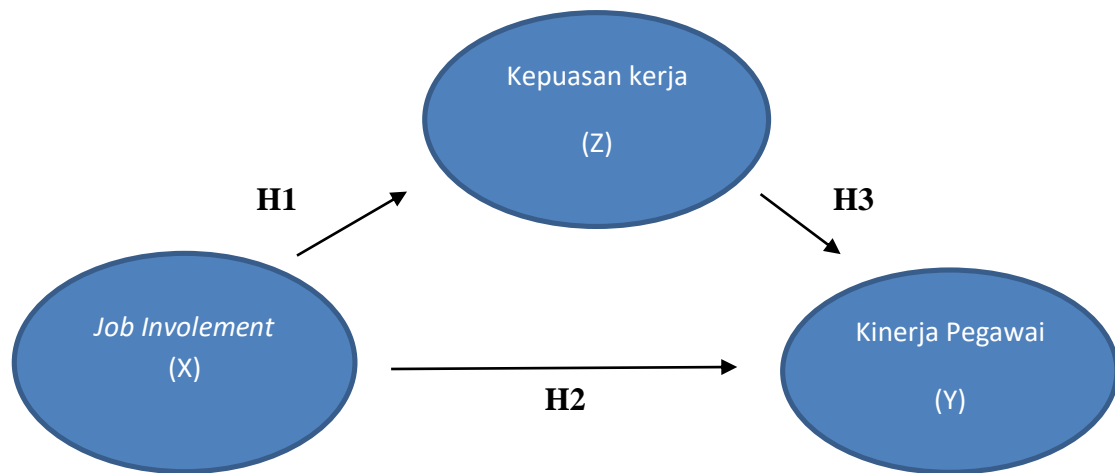 Kepuasan kerja
(Z)
H1
H3
Job Involement
(X)
Kinerja Pegawai
(Y)
H2